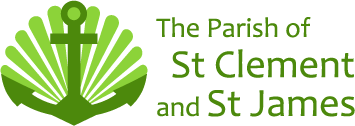 The Parish of
St Clement
and St James